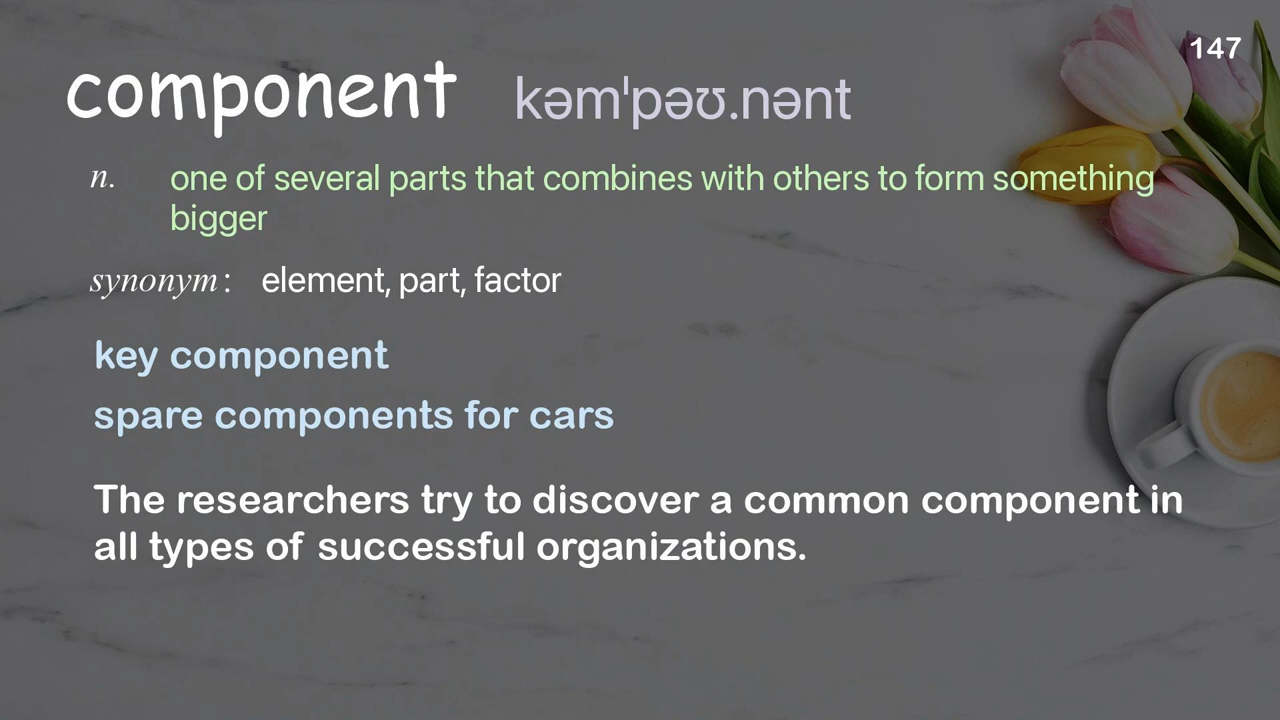 147
component kəmˈpəʊ.nənt
n. one of several parts that combines with others to form something
bigger
synonym: element, part, factor
key component
spare components for cars
The researchers try to discover a common component in
all types of successful organizations.